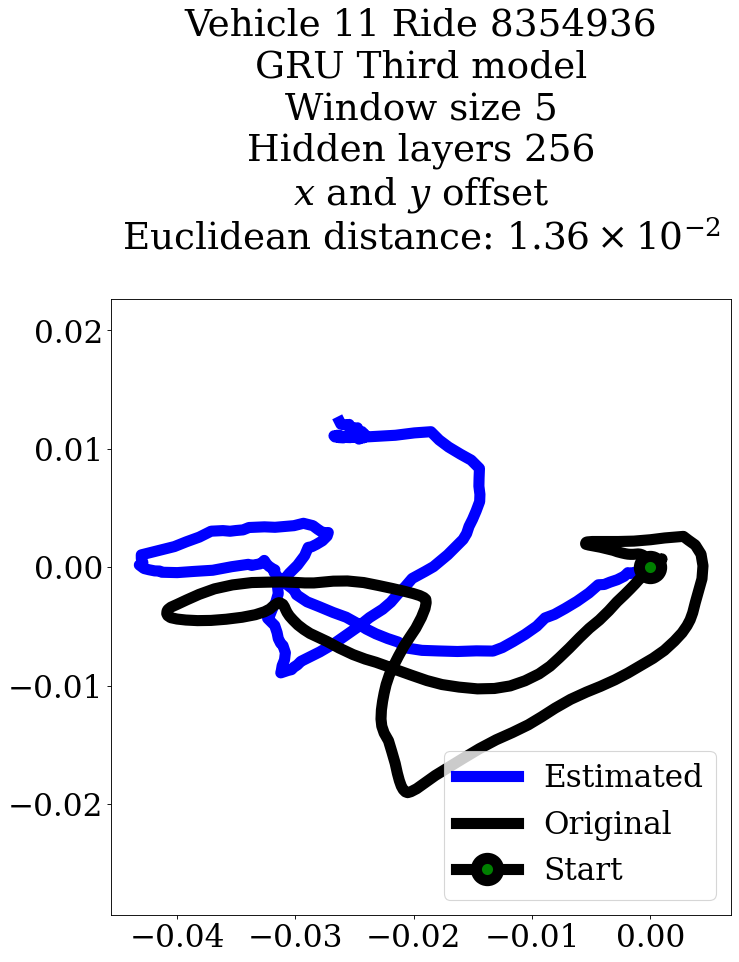 Vehicle 11 Ride 8354936
GRU Third model
Window size 5
Hidden layers 256
x and y offset
Euclidean distance: 1.36 × 10⁻²
0.02
0.01
0.00
−0.01
−0.02
Estimated
Original
Start
−0.04 −0.03 −0.02 −0.01 0.00